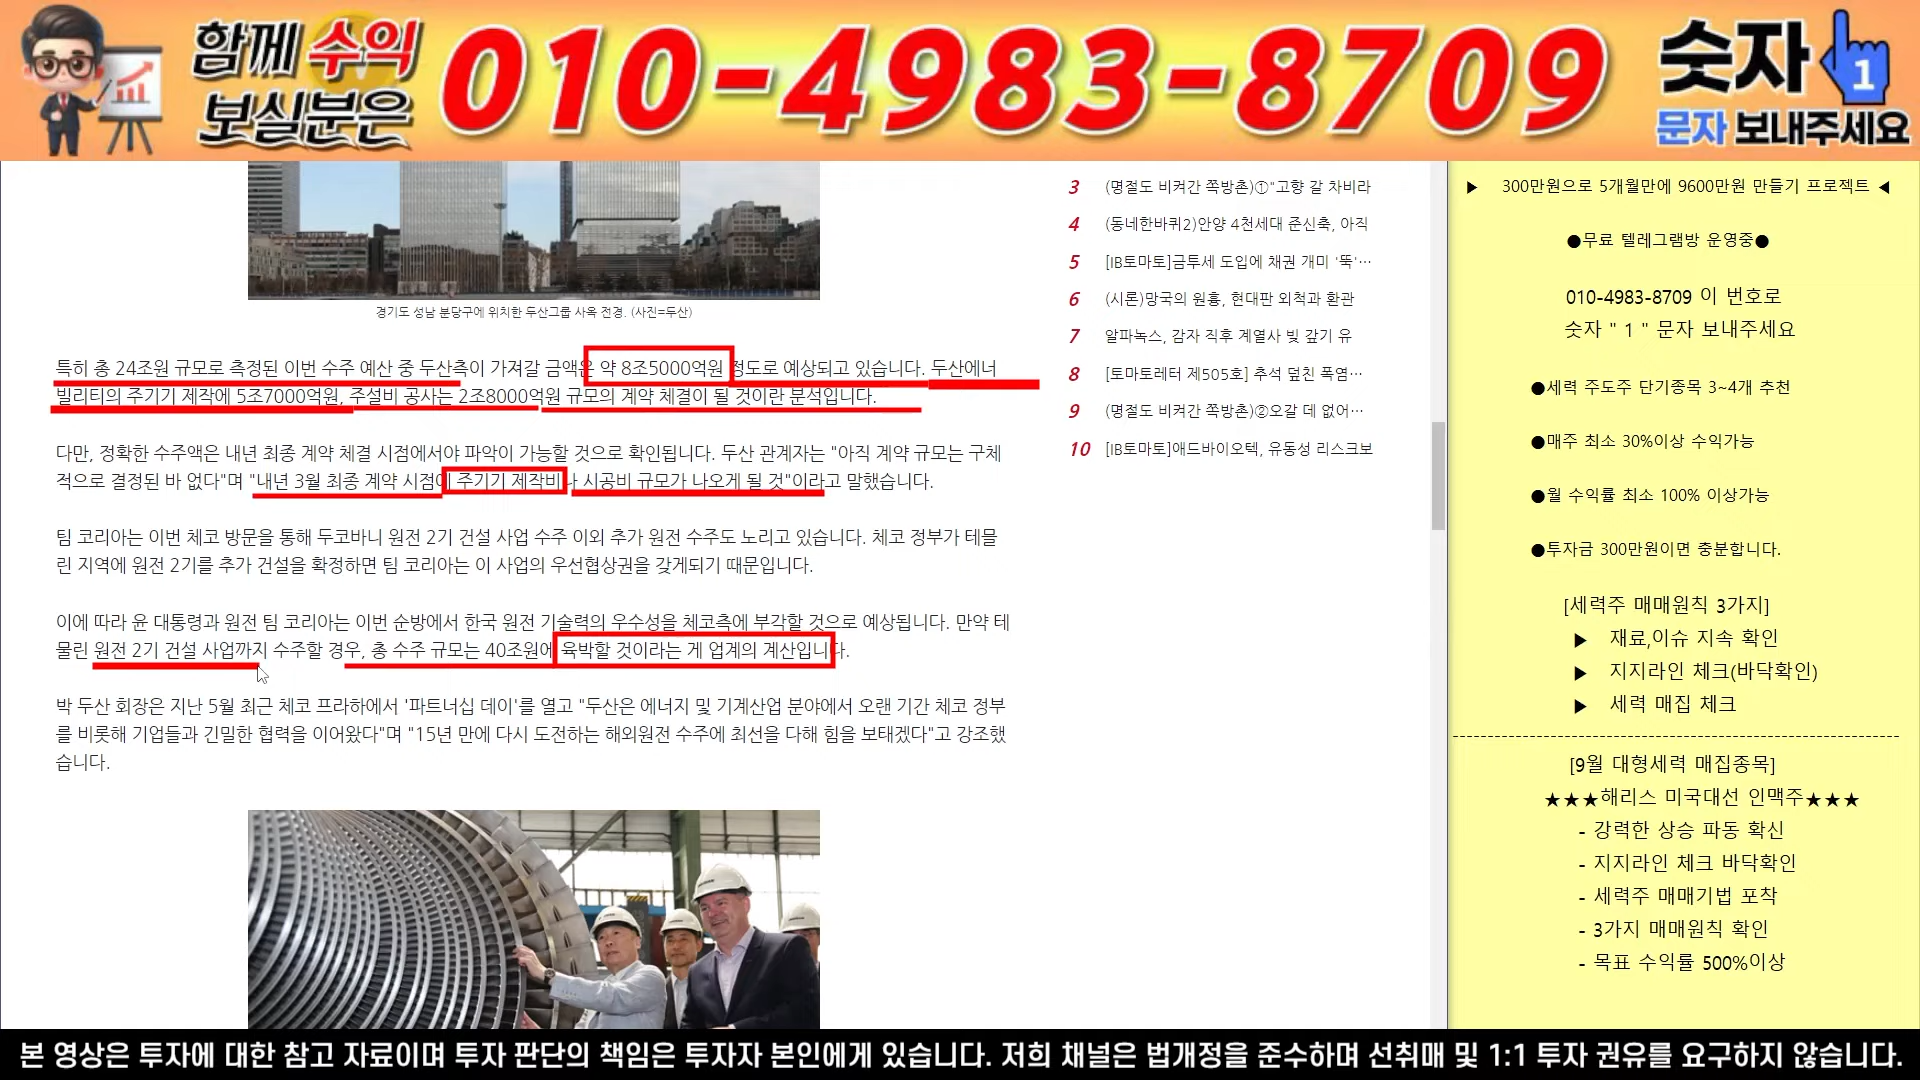 함께 수익
보실분은
010-4983-8709
숫자 1
문자 보내주세요
경기도 성남 분당구에 위치한 두산그룹 사옥 전경. (사진=두산)
특히 총 24조원 규모로 측정된 이번 수주 예산 중 두산측이 가져갈 금액은 약 8조5000억원 정도로 예상되고 있습니다. 두산에너
빌리티의 주기기 제작에 5조7000억원, 주설비 공사는 2조8000억원 규모의 계약 체결이 될 것이란 분석입니다.
다만, 정확한 수주액은 내년 최종 계약 체결 시점에서야 파악이 가능할 것으로 확인됩니다. 두산 관계자는 "아직 계약 규모는 구체
적으로 결정된 바 없다"며 "내년 3월 최종 계약 시점에 주기기 제작비나 시공비 규모가 나오게 될 것"이라고 말했습니다.
팀 코리아는 이번 체코 방문을 통해 두코바니 원전 2기 건설 사업 수주 이외 추가 원전 수주도 노리고 있습니다. 체코 정부가 테믈
린 지역에 원전 2기를 추가 건설을 확정하면 팀 코리아는 이 사업의 우선협상권을 갖게되기 때문입니다.
이에 따라 윤 대통령과 원전 팀 코리아는 이번 순방에서 한국 원전 기술력의 우수성을 체코측에 부각할 것으로 예상됩니다. 만약 테
믈린 원전 2기 건설 사업까지 수주할 경우, 총 수주 규모는 40조원에 육박할 것이라는 게 업계의 계산입니다.
박 두산 회장은 지난 5월 최근 체코 프라하에서 '파트너십 데이'를 열고 "두산은 에너지 및 기계산업 분야에서 오랜 기간 체코 정부
를 비롯해 기업들과 긴밀한 협력을 이어왔다"며 "15년 만에 다시 도전하는 해외원전 수주에 최선을 다해 힘을 보태겠다"고 강조했
습니다.
3 (명절도 비켜간 쪽방촌)①"고향 갈 차비라
4 (동네한바퀴2)안양 4천세대 준신축, 아직
5 [IB토마토]금투세 도입에 채권 개미 '뚝'…
6 (시론)망국의 원흉, 현대판 외척과 환관
7 알파녹스, 감자 직후 계열사 빚 갚기 유
8 [토마토레터 제505호] 추석 덮친 폭염…
9 (명절도 비켜간 쪽방촌)②오갈 데 없어…
10 [IB토마토]애드바이오텍, 유동성 리스크보
▶ 300만원으로 5개월만에 9600만원 만들기 프로젝트 ◀
●무료 텔레그램방 운영중●
010-4983-8709 이 번호로
숫자 " 1 " 문자 보내주세요
●세력 주도주 단기종목 3~4개 추천
●매주 최소 30%이상 수익가능
●월 수익률 최소 100% 이상가능
●투자금 300만원이면 충분합니다.
[세력주 매매원칙 3가지]
▶ 재료,이슈 지속 확인
▶ 지지라인 체크(바닥확인)
▶ 세력 매집 체크
[9월 대형세력 매집종목]
★★★해리스 미국대선 인맥주★★★
- 강력한 상승 파동 확신
- 지지라인 체크 바닥확인
- 세력주 매매기법 포착
- 3가지 매매원칙 확인
- 목표 수익률 500%이상
본 영상은 투자에 대한 참고 자료이며 투자 판단의 책임은 투자자 본인에게 있습니다. 저희 채널은 법개정을 준수하며 선취매 및 1:1 투자 권유를 요구하지 않습니다.